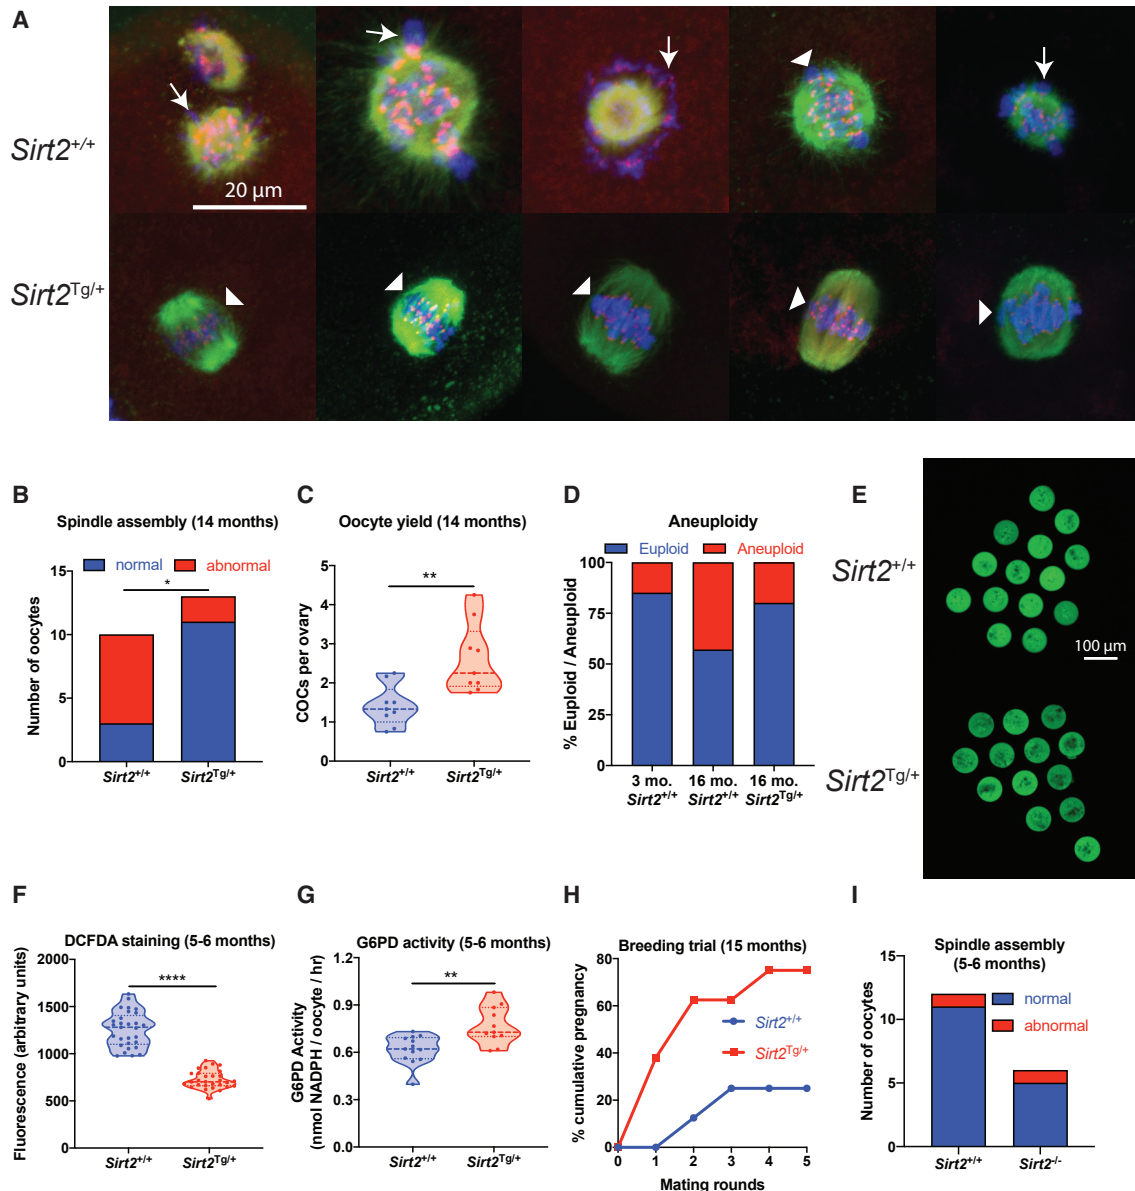 A
Sirt2+/+
20 µm
Sirt2Tg/+
B
Spindle assembly (14 months)
normal
abnormal
*
15
10
5
0
Number of oocytes
Sirt2+/+
Sirt2Tg/+
C
Oocyte yield (14 months)
**
5
4
3
2
1
0
COCs per ovary
Sirt2+/+
Sirt2Tg/+
D
Aneuploidy
Euploid
Aneuploid
100
75
50
25
0
% Euploid / Aneuploid
3 mo. 16 mo. 16 mo.
Sirt2+/+ Sirt2+/+ Sirt2Tg/+
E
Sirt2+/+
100 µm
Sirt2Tg/+
F
DCFDA staining (5-6 months)
****
2000
1500
1000
500
0
Fluorescence (arbitrary units)
Sirt2+/+
Sirt2Tg/+
G
G6PD activity (5-6 months)
**
1.2
0.9
0.6
0.3
0.0
G6PD Activity
(nmol NADPH / oocyte / hr)
Sirt2+/+
Sirt2Tg/+
H
Breeding trial (15 months)
80
60
40
20
0
% cumulative pregnancy
Sirt2+/+
Sirt2Tg/+
0 1 2 3 4 5
Mating rounds
I
Spindle assembly
(5-6 months)
normal
abnormal
15
10
5
0
Number of oocytes
Sirt2+/+
Sirt2-/-